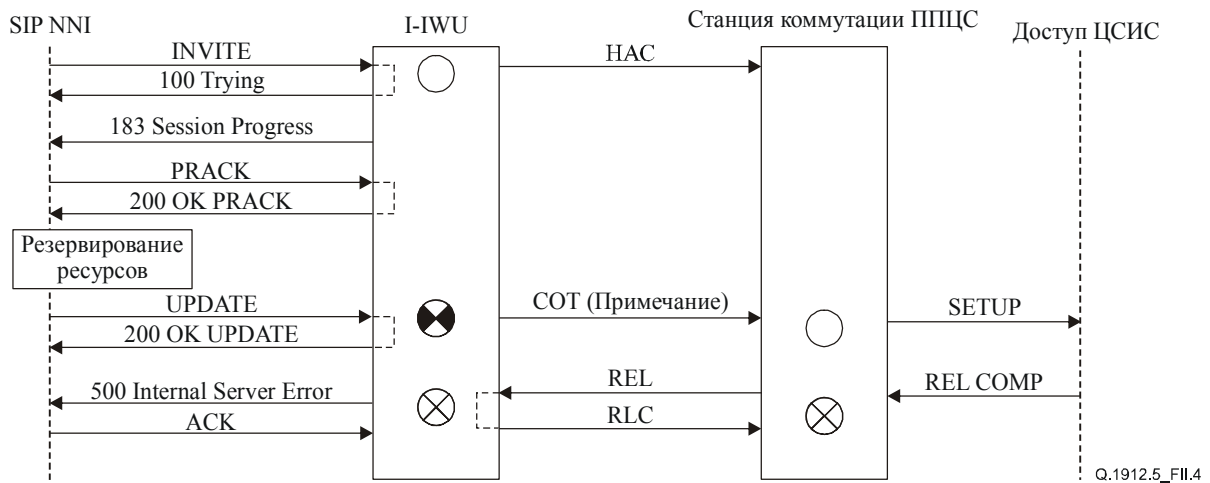 SIP NNI
I-IWU
Станция коммутации ППЦС
Доступ ЦСИС
INVITE
НАС
100 Trying
183 Session Progress
PRACK
200 OK PRACK
Резервирование
ресурсов
UPDATE
COT (Примечание)
SETUP
200 OK UPDATE
REL
REL COMP
500 Internal Server Error
RLC
ACK
Q.1912.5_FII.4